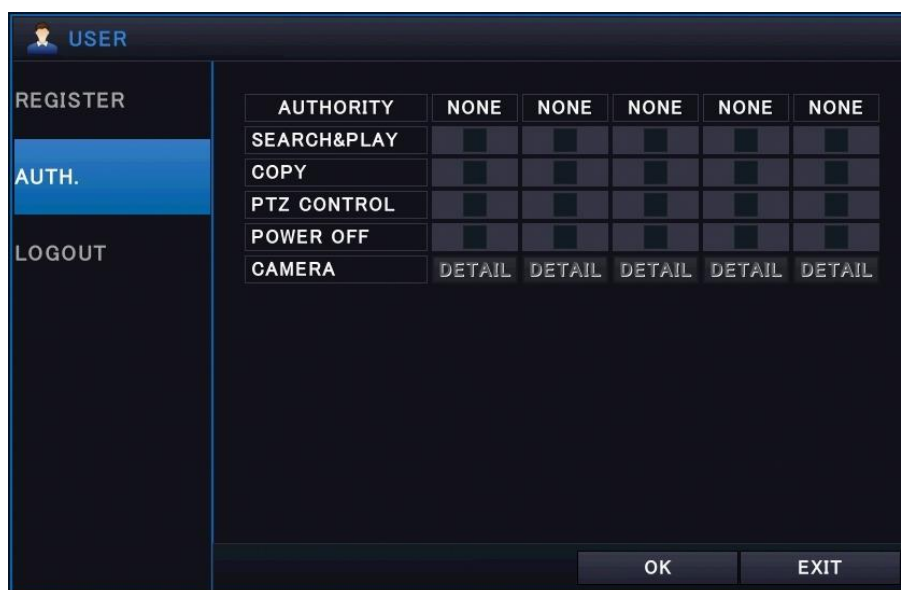 USER
REGISTER
AUTH.
LOGOUT
AUTHORITY NONE NONE NONE NONE NONE
SEARCH&PLAY
COPY
PTZ CONTROL
POWER OFF
CAMERA DETAIL DETAIL DETAIL DETAIL DETAIL
OK EXIT